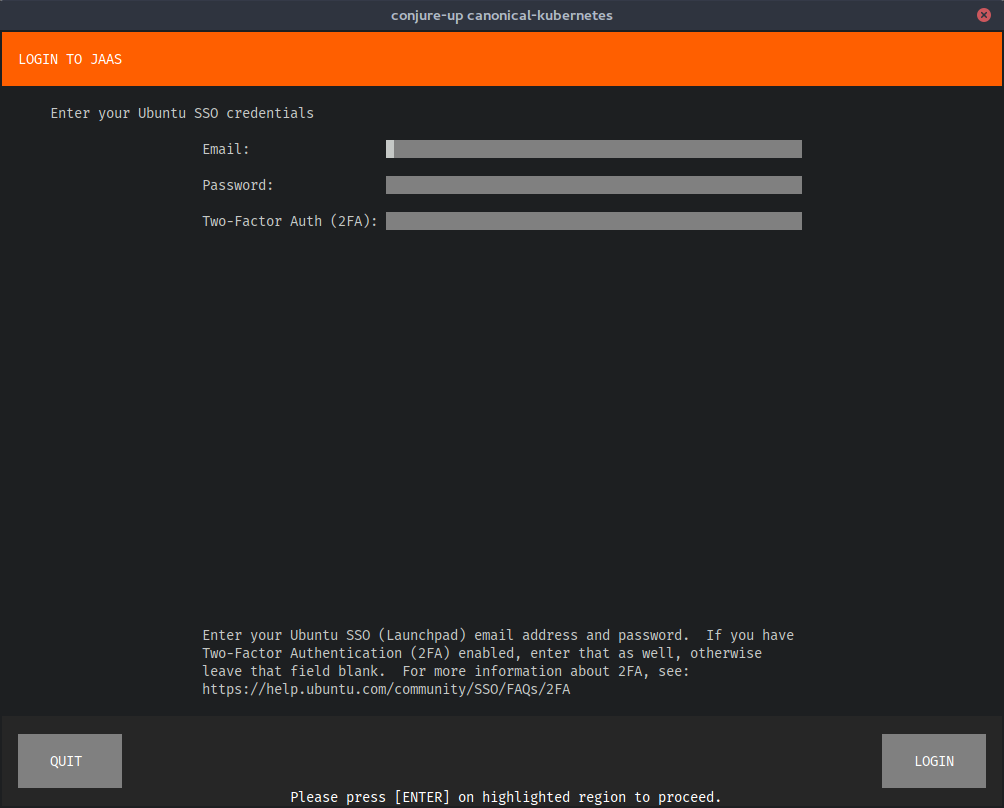 conjure-up canonical-kubernetes
LOGIN TO JAAS
Enter your Ubuntu SSO credentials
Email:
Password:
Two-Factor Auth (2FA):
Enter your Ubuntu SSO (Launchpad) email address and password.  If you have
Two-Factor Authentication (2FA) enabled, enter that as well, otherwise
leave that field blank.  For more information about 2FA, see:
https://help.ubuntu.com/community/SSO/FAQs/2FA
QUIT
LOGIN
Please press [ENTER] on highlighted region to proceed.